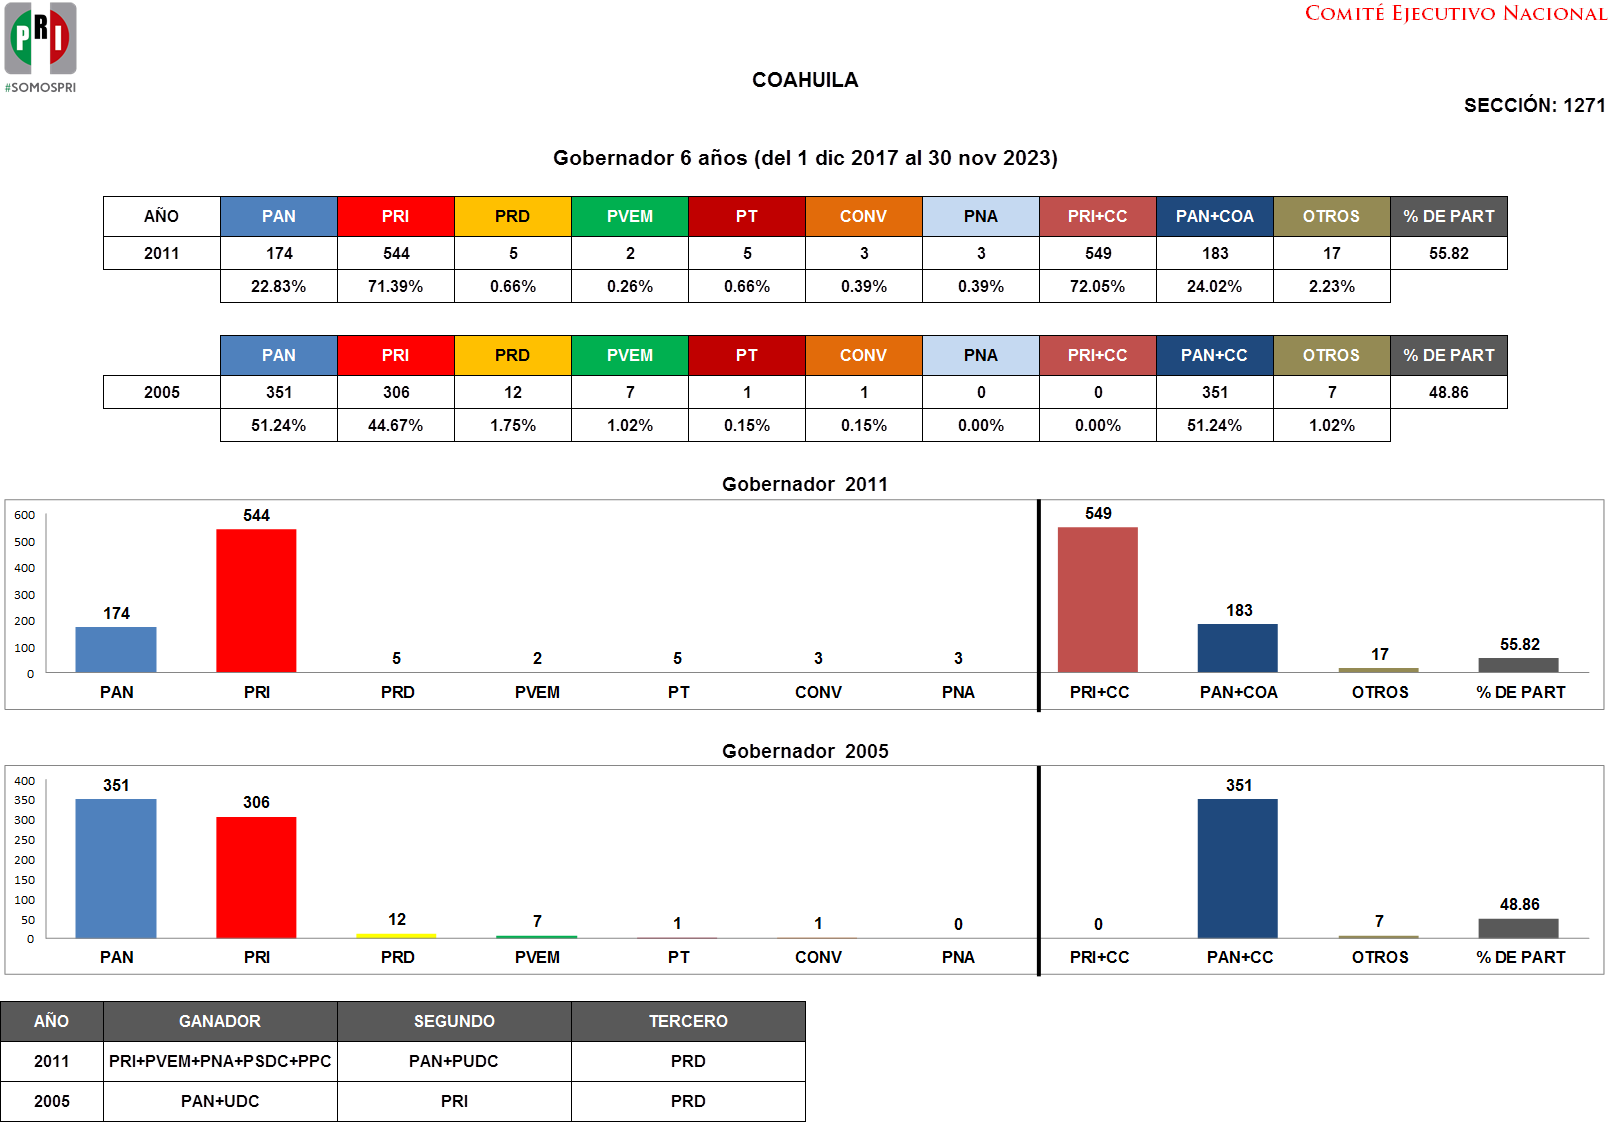 PRI
#SOMOSPRI
COMITÉ EJECUTIVO NACIONAL
COAHUILA
SECCIÓN: 1271
Gobernador 6 años (del 1 dic 2017 al 30 nov 2023)
AÑO PAN PRI PRD PVEM PT CONV PNA PRI+CC PAN+COA OTROS % DE PART
2011 174 544 5 2 5 3 3 549 183 17 55.82
22.83% 71.39% 0.66% 0.26% 0.66% 0.39% 0.39% 72.05% 24.02% 2.23%
PAN PRI PRD PVEM PT CONV PNA PRI+CC PAN+CC OTROS % DE PART
2005 351 306 12 7 1 1 0 0 351 7 48.86
51.24% 44.67% 1.75% 1.02% 0.15% 0.15% 0.00% 0.00% 51.24% 1.02%
Gobernador 2011
600
500
400
300
200
100
0
174 544 5 2 5 3 3 549 183 17 55.82
PAN PRI PRD PVEM PT CONV PNA PRI+CC PAN+COA OTROS % DE PART
Gobernador 2005
400
350
300
250
200
150
100
50
0
351 306 12 7 1 1 0 0 351 7 48.86
PAN PRI PRD PVEM PT CONV PNA PRI+CC PAN+CC OTROS % DE PART
AÑO GANADOR SEGUNDO TERCERO
2011 PRI+PVEM+PNA+PSDC+PPC PAN+PUDC PRD
2005 PAN+UDC PRI PRD